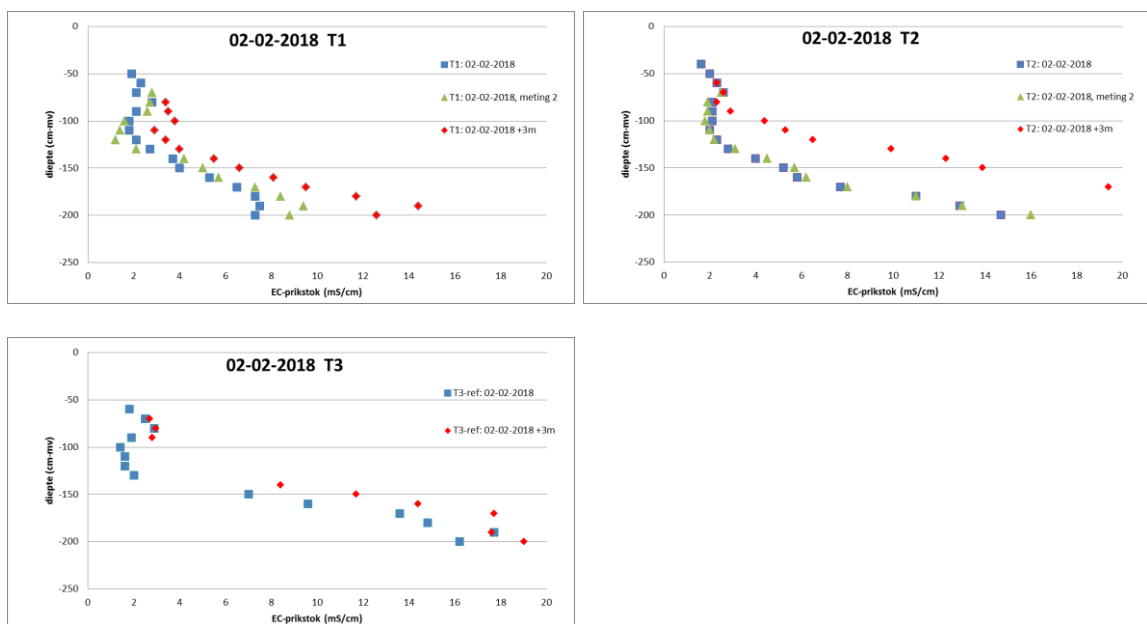 02-02-2018 T1
T1: 02-02-2018
T1: 02-02-2018, meting 2
T1: 02-02-2018 +3m
diepte (cm-mv)
0
-50
-100
-150
-200
-250
0 2 4 6 8 10 12 14 16 18 20
EC-prikstok (mS/cm)
02-02-2018 T2
T2: 02-02-2018
T2: 02-02-2018, meting 2
T2: 02-02-2018 +3m
diepte (cm-mv)
0
-50
-100
-150
-200
-250
0 2 4 6 8 10 12 14 16 18 20
EC-prikstok (mS/cm)
02-02-2018 T3
T3-ref: 02-02-2018
T3-ref: 02-02-2018 +3m
diepte (cm-mv)
0
-50
-100
-150
-200
-250
0 2 4 6 8 10 12 14 16 18 20
EC-prikstok (mS/cm)